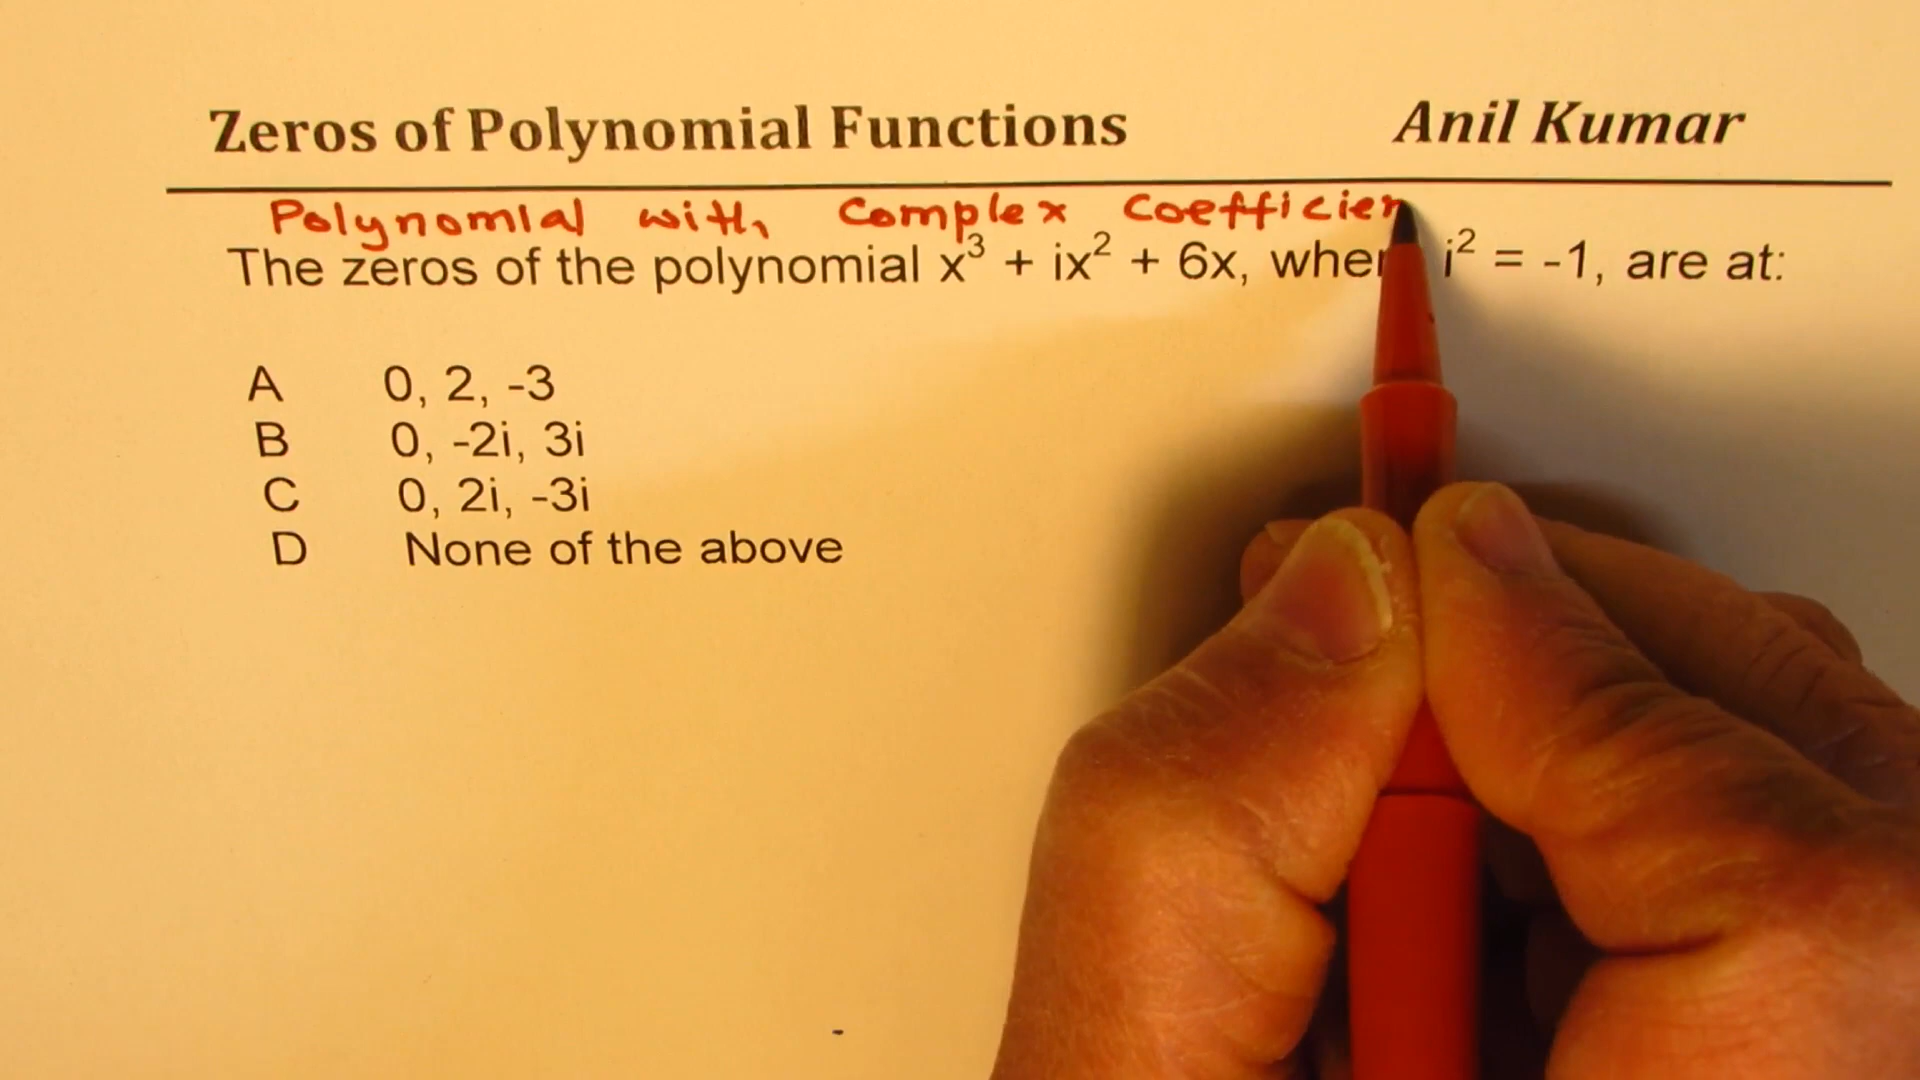 Zeros of Polynomial Functions Anil Kumar
Polynomial with Complex Coefficien
The zeros of the polynomial x³ + ix² + 6x, wher i² = -1, are at:
A 0, 2, -3
B 0, -2i, 3i
C 0, 2i, -3i
D None of the above